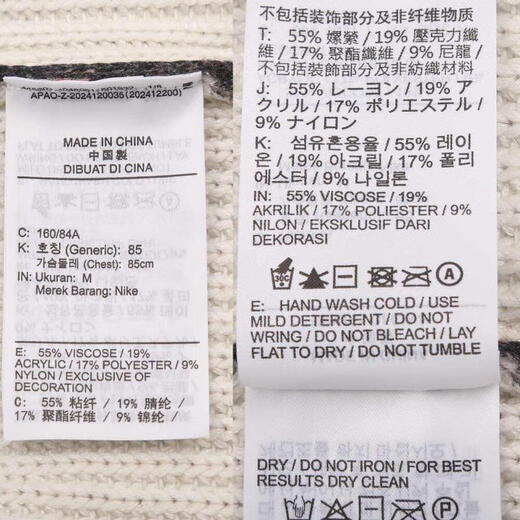 APAO-Z-2024120035(202412200)
MADE IN CHINA
中国製
DIBUAT DI CINA
C: 160/84A
K: 호칭 (Generic): 85
가슴둘레 (Chest): 85cm
IN: Ukuran: M
Merek Barang: Nike
E: 55% VISCOSE / 19%
ACRYLIC / 17% POLYESTER / 9%
NYLON / EXCLUSIVE OF
DECORATION
C: 55% 粘纤 / 19% 腈纶 /
17% 聚酯纤维 / 9% 锦纶 /
不包括装饰部分及非纤维物质
T: 55% 嫘縈 / 19% 壓克力纖
維 / 17% 聚酯纖維 / 9% 尼龍 /
不包括裝飾部分及非紡織材料
J: 55% レーヨン / 19% ア
クリル / 17% ポリエステル /
9% ナイロン
K: 섬유혼용율 / 55% 레이
온 / 19% 아크릴 / 17% 폴리
에스터 / 9% 나일론
IN: 55% VISCOSE / 19%
AKRILIK / 17% POLIESTER / 9%
NILON / EKSKLUSIF DARI
DEKORASI
30C
A
E: HAND WASH COLD / USE
MILD DETERGENT / DO NOT
WRING / DO NOT BLEACH / LAY
FLAT TO DRY / DO NOT TUMBLE
DRY / DO NOT IRON / FOR BEST
RESULTS DRY CLEAN